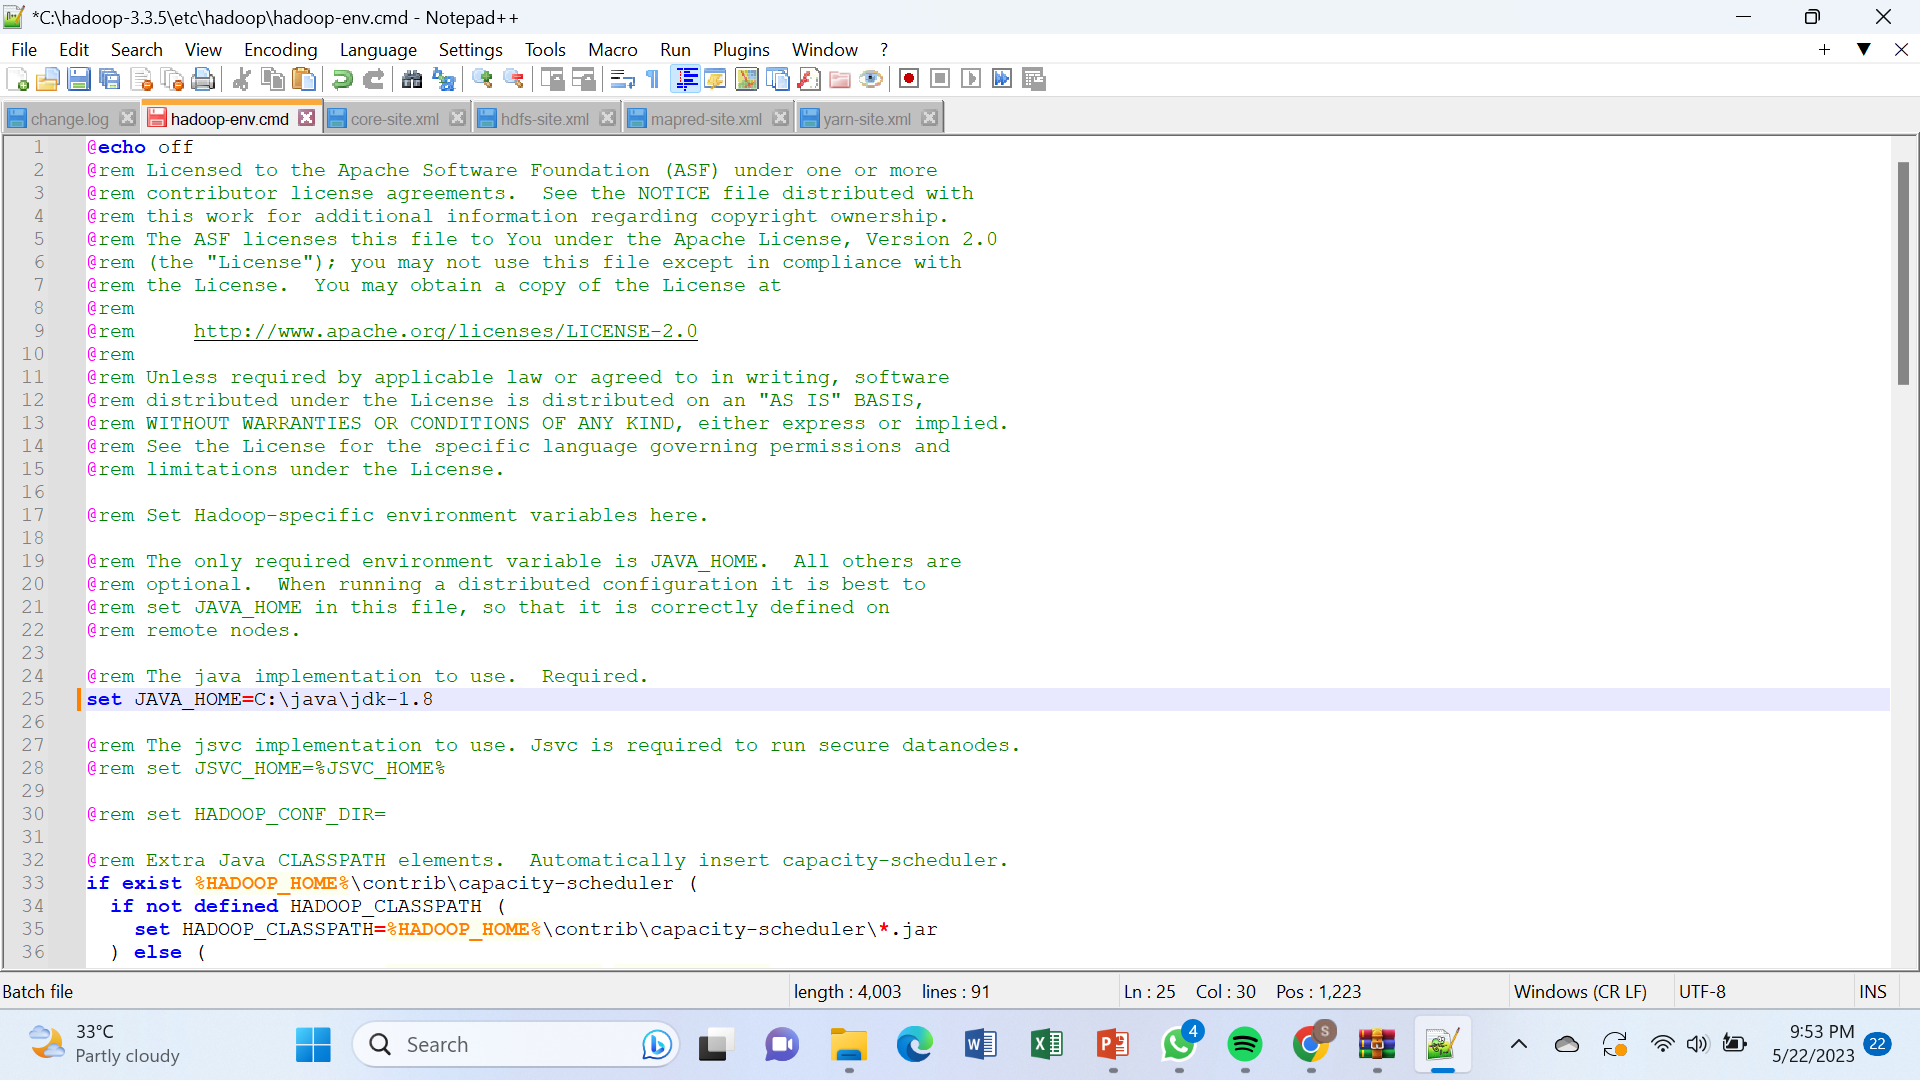 *C:\hadoop-3.3.5\etc\hadoop\hadoop-env.cmd - Notepad++
File Edit Search View Encoding Language Settings Tools Macro Run Plugins Window ?
change.log hadoop-env.cmd core-site.xml hdfs-site.xml mapred-site.xml yarn-site.xml
1 @echo off
2 @rem Licensed to the Apache Software Foundation (ASF) under one or more
3 @rem contributor license agreements.  See the NOTICE file distributed with
4 @rem this work for additional information regarding copyright ownership.
5 @rem The ASF licenses this file to You under the Apache License, Version 2.0
6 @rem (the "License"); you may not use this file except in compliance with
7 @rem the License.  You may obtain a copy of the License at
8 @rem
9 @rem     http://www.apache.org/licenses/LICENSE-2.0
10 @rem
11 @rem Unless required by applicable law or agreed to in writing, software
12 @rem distributed under the License is distributed on an "AS IS" BASIS,
13 @rem WITHOUT WARRANTIES OR CONDITIONS OF ANY KIND, either express or implied.
14 @rem See the License for the specific language governing permissions and
15 @rem limitations under the License.
16
17 @rem Set Hadoop-specific environment variables here.
18
19 @rem The only required environment variable is JAVA_HOME.  All others are
20 @rem optional.  When running a distributed configuration it is best to
21 @rem set JAVA_HOME in this file, so that it is correctly defined on
22 @rem remote nodes.
23
24 @rem The java implementation to use.  Required.
25 set JAVA_HOME=C:\java\jdk-1.8
26
27 @rem The jsvc implementation to use. Jsvc is required to run secure datanodes.
28 @rem set JSVC_HOME=%JSVC_HOME%
29
30 @rem set HADOOP_CONF_DIR=
31
32 @rem Extra Java CLASSPATH elements.  Automatically insert capacity-scheduler.
33 if exist %HADOOP_HOME%\contrib\capacity-scheduler (
34   if not defined HADOOP_CLASSPATH (
35     set HADOOP_CLASSPATH=%HADOOP_HOME%\contrib\capacity-scheduler\*.jar
36   ) else (
Batch file length : 4,003 lines : 91 Ln : 25 Col : 30 Pos : 1,223 Windows (CR LF) UTF-8 INS
33°C
Partly cloudy
Search
4
S
9:53 PM
5/22/2023
22